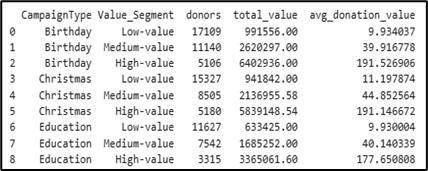 CampaignType Value_Segment donors total_value avg_donation_value
0 Birthday Low-value 17109 991556.00 9.934037
1 Birthday Medium-value 11140 2620297.00 39.916778
2 Birthday High-value 5106 6402936.00 191.526906
3 Christmas Low-value 15327 941842.00 11.197874
4 Christmas Medium-value 8505 2136955.58 44.852564
5 Christmas High-value 5180 5839148.54 191.146672
6 Education Low-value 11627 633425.00 9.930004
7 Education Medium-value 7542 1685252.00 40.140339
8 Education High-value 3315 3365061.60 177.650808